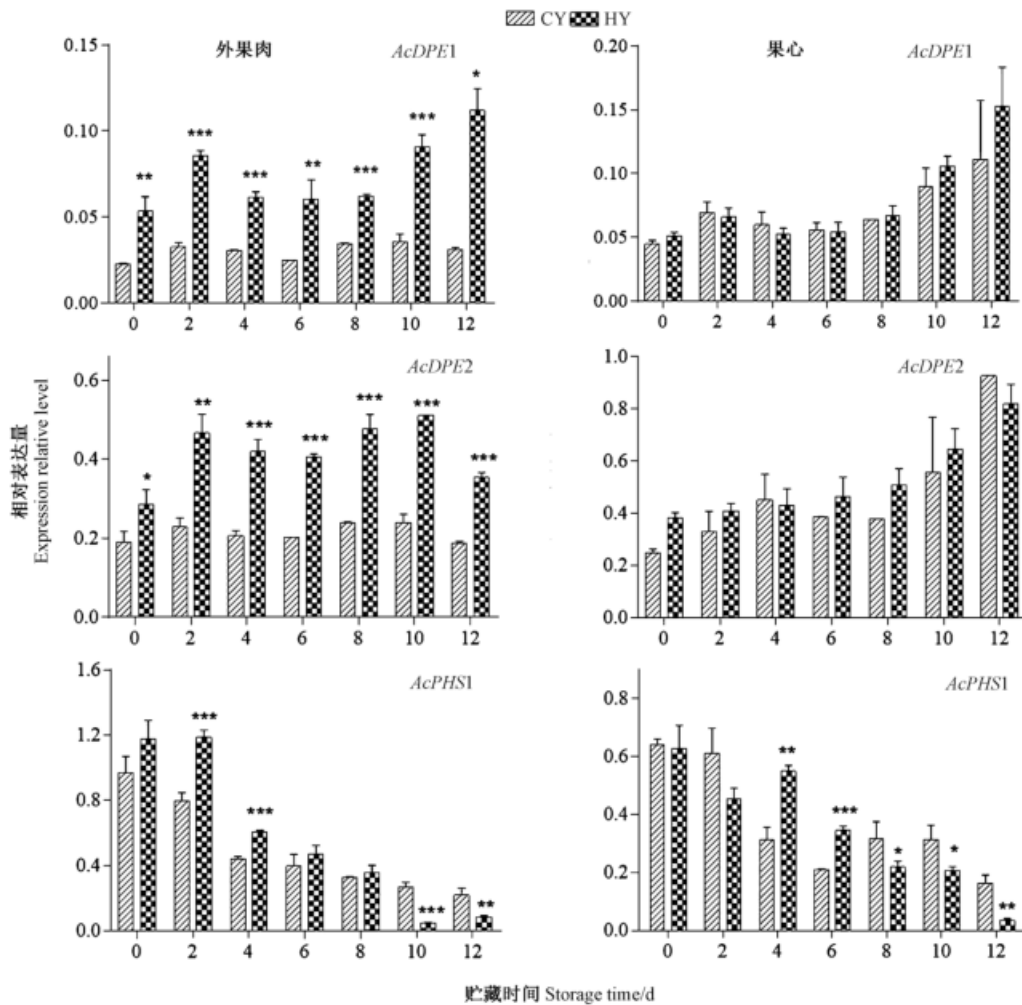 CY HY
外果肉 AcDPE1
0.15
0.10
0.05
0.00
** *** *** ** *** *** *
0 2 4 6 8 10 12
果心 AcDPE1
0.20
0.15
0.10
0.05
0.00
0 2 4 6 8 10 12
相对表达量
Expression relative level
AcDPE2
0.6
0.4
0.2
0.0
* ** *** *** *** *** ***
0 2 4 6 8 10 12
AcDPE2
1.0
0.8
0.6
0.4
0.2
0.0
0 2 4 6 8 10 12
AcPHS1
1.6
1.2
0.8
0.4
0.0
*** *** *** **
0 2 4 6 8 10 12
AcPHS1
0.8
0.6
0.4
0.2
0.0
** *** * * **
0 2 4 6 8 10 12
贮藏时间 Storage time/d